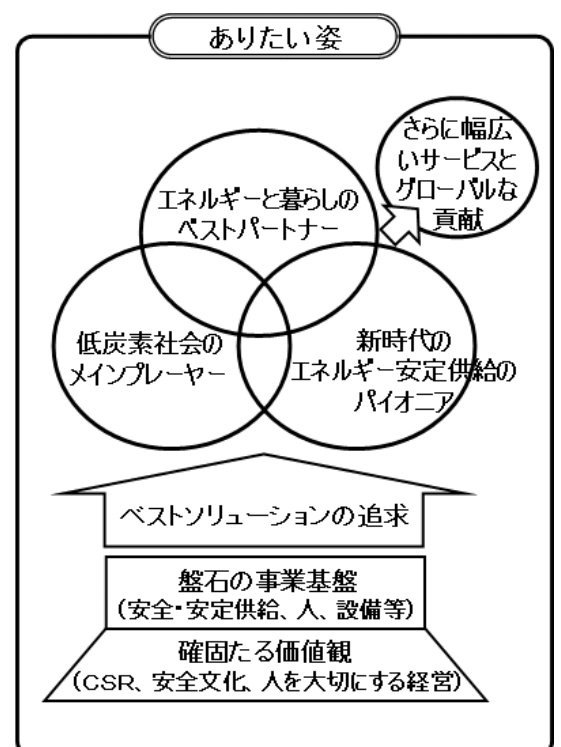 ありたい姿
さらに幅広
いサービスと
グローバルな
貢献
エネルギーと暮らしの
ベストパートナー
低炭素社会の
メインプレーヤー
新時代の
エネルギー安定供給の
パイオニア
ベストソリューションの追求
盤石の事業基盤
(安全・安定供給、人、設備等)
確固たる価値観
(CSR、安全文化、人を大切にする経営)